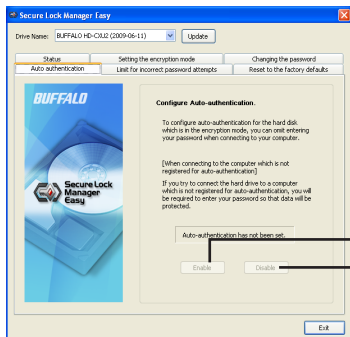 Secure Lock Manager Easy
Drive Name: BUFFALO HD-CXU2 (2009-06-11) Update
Status Setting the encryption mode Changing the password
Auto authentication Limit for incorrect password attempts Reset to the factory defaults
BUFFALO
Secure Lock
Manager
Easy
Configure Auto-authentication.
To configure auto-authentication for the hard disk
which is in the encryption mode, you can omit entering
your password when connecting to your computer.
[When connecting to the computer which is not
registered for auto-authentication]
If you try to connect the hard drive to a computer
which is not registered for auto-authentication, you will
be required to enter your password so that data will be
protected.
Auto-authentication has not been set.
Enable Disable
Exit